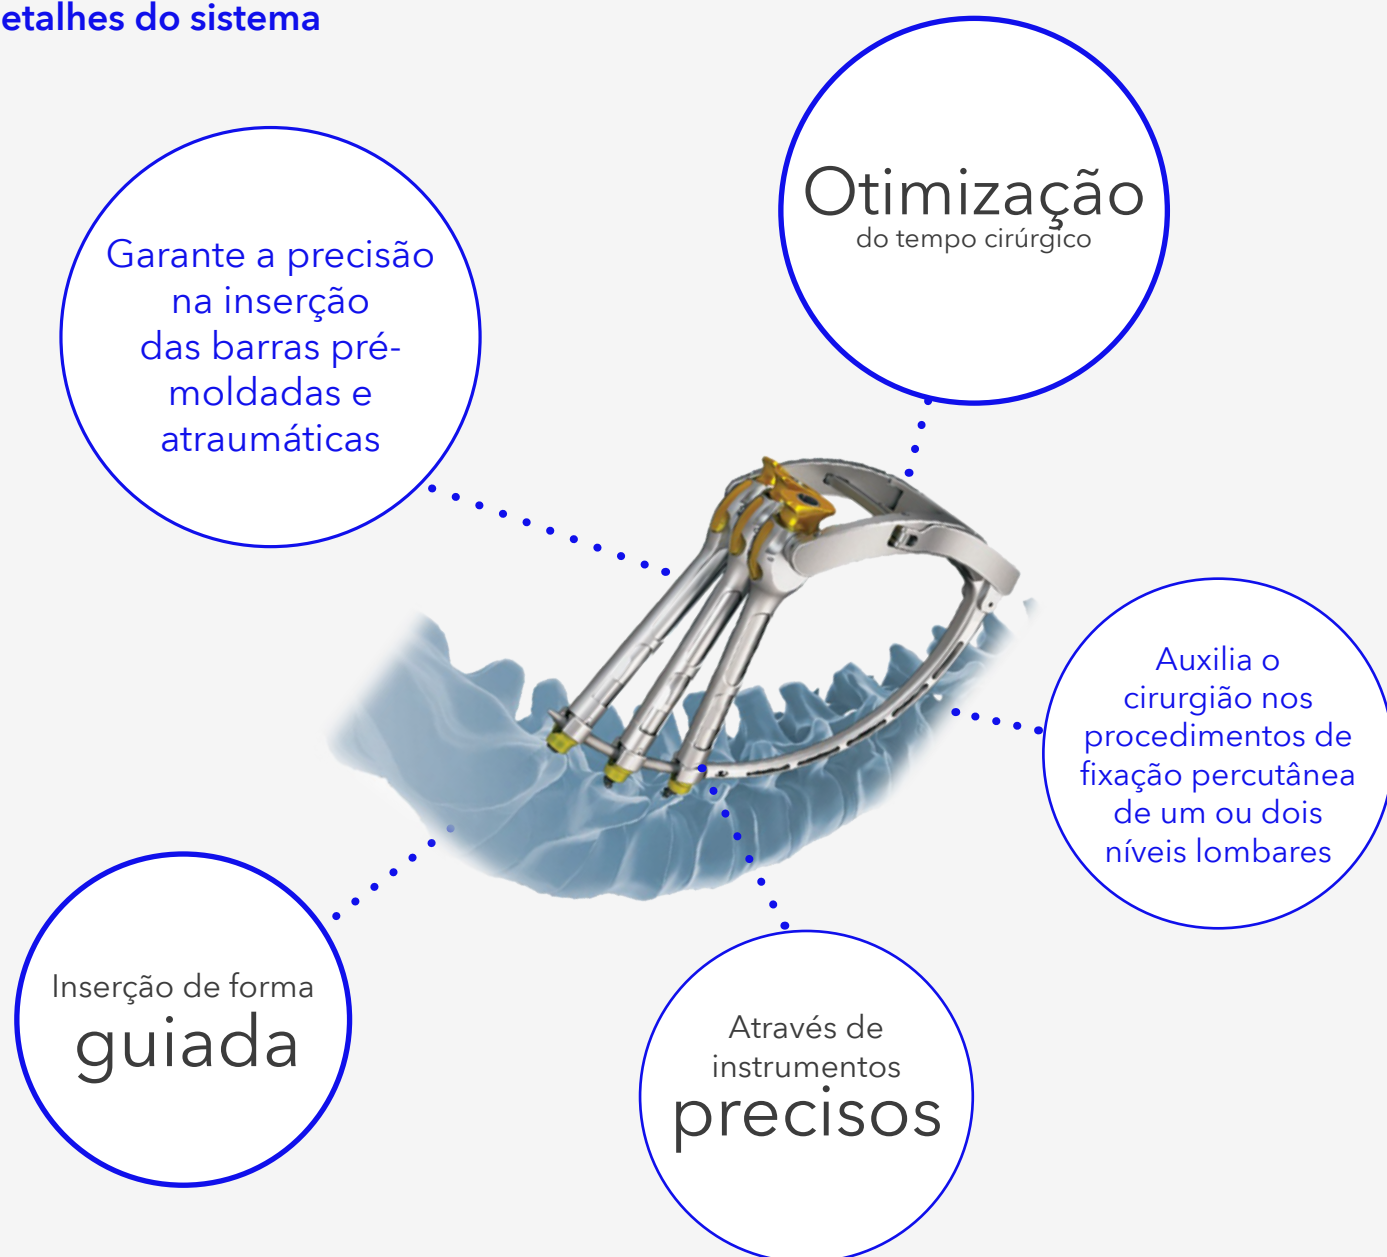 etalhes do sistema
Otimização
do tempo cirúrgico
Garante a precisão
na inserção
das barras pré-
moldadas e
atraumáticas
Auxilia o
cirurgião nos
procedimentos de
fixação percutânea
de um ou dois
níveis lombares
Inserção de forma
guiada
Através de
instrumentos
precisos